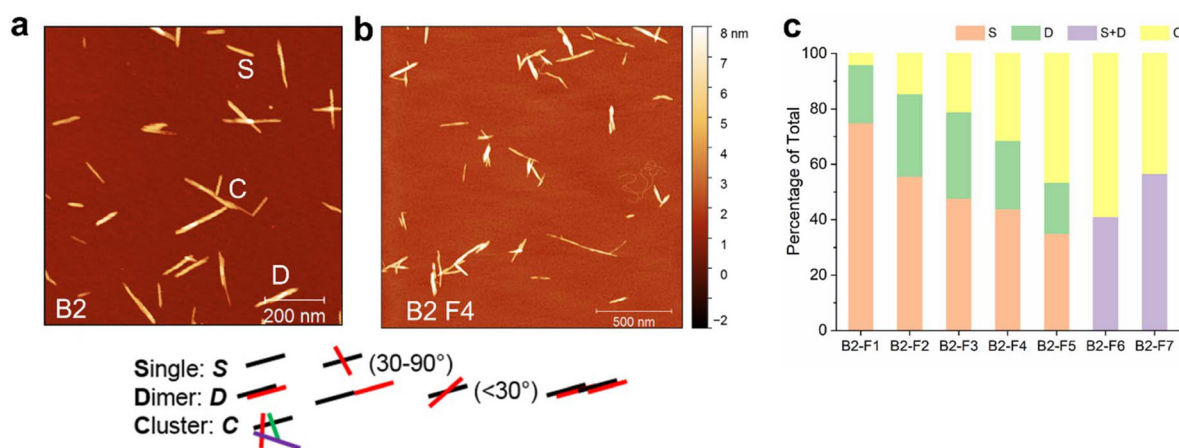 a
b
c
S
C
D
B2
200 nm
B2 F4
500 nm
8 nm
7
6
5
4
3
2
1
0
−2
S D S+D C
Percentage of Total
100
80
60
40
20
0
B2-F1 B2-F2 B2-F3 B2-F4 B2-F5 B2-F6 B2-F7
Single: S (30-90°)
Dimer: D (<30°)
Cluster: C